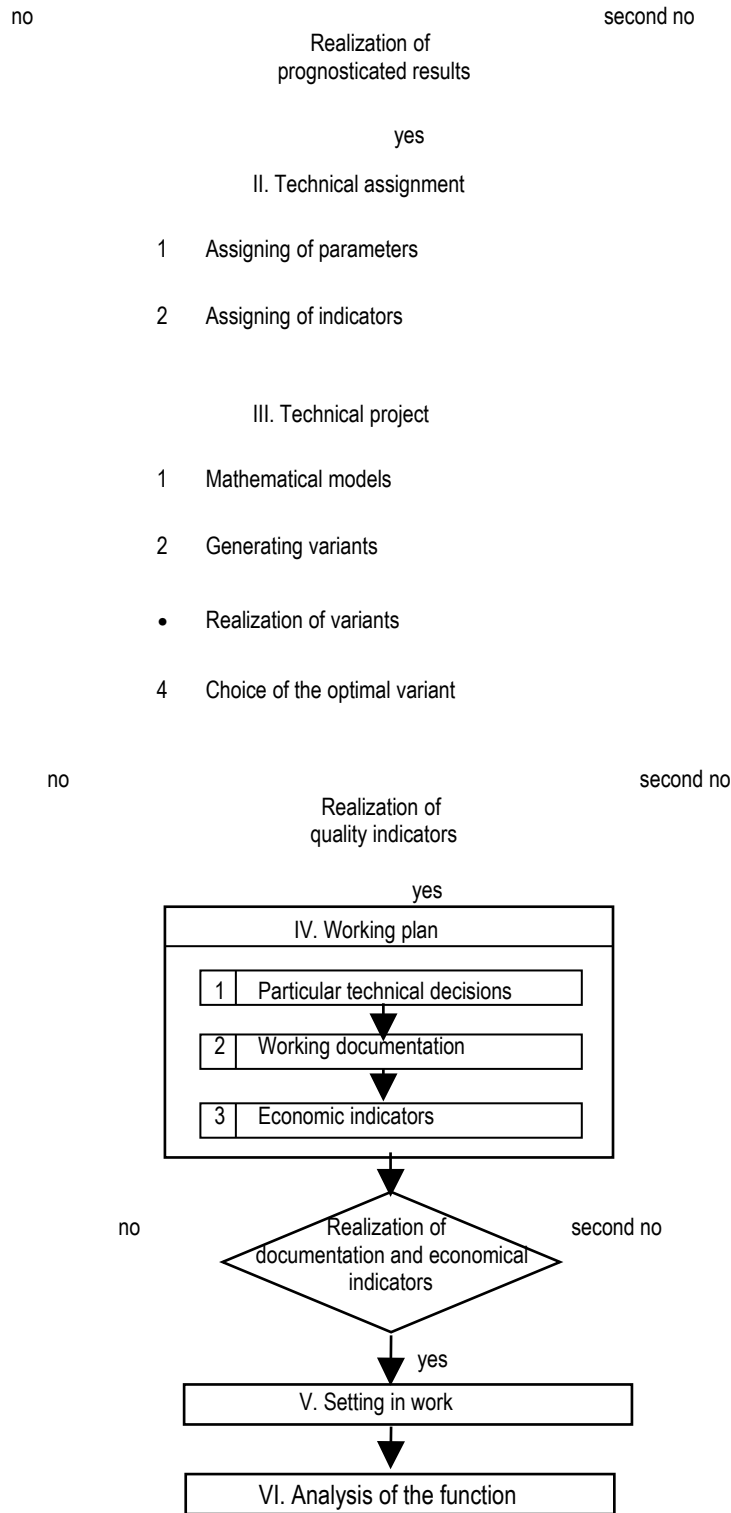 no second no
Realization of
prognosticated results
yes
II. Technical assignment
1 Assigning of parameters
2 Assigning of indicators
III. Technical project
1 Mathematical models
2 Generating variants
• Realization of variants
4 Choice of the optimal variant
no second no
Realization of
quality indicators
yes
IV. Working plan
1 Particular technical decisions
2 Working documentation
3 Economic indicators
no Realization of second no
documentation and economical
indicators
yes
V. Setting in work
VI. Analysis of the function